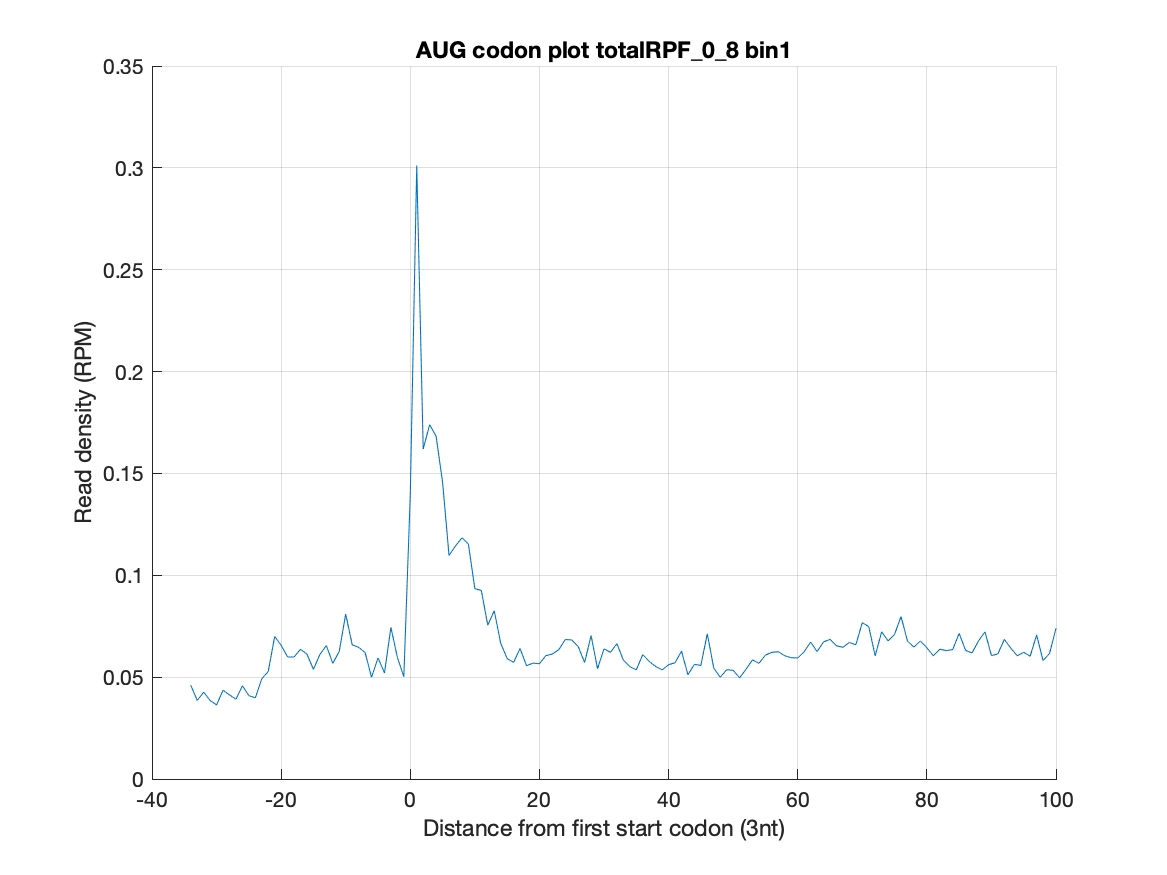 AUG codon plot totalRPF_0_8 bin1
0.35
0.3
0.25
0.2
0.15
0.1
0.05
0
Read density (RPM)
-40 -20 0 20 40 60 80 100
Distance from first start codon (3nt)